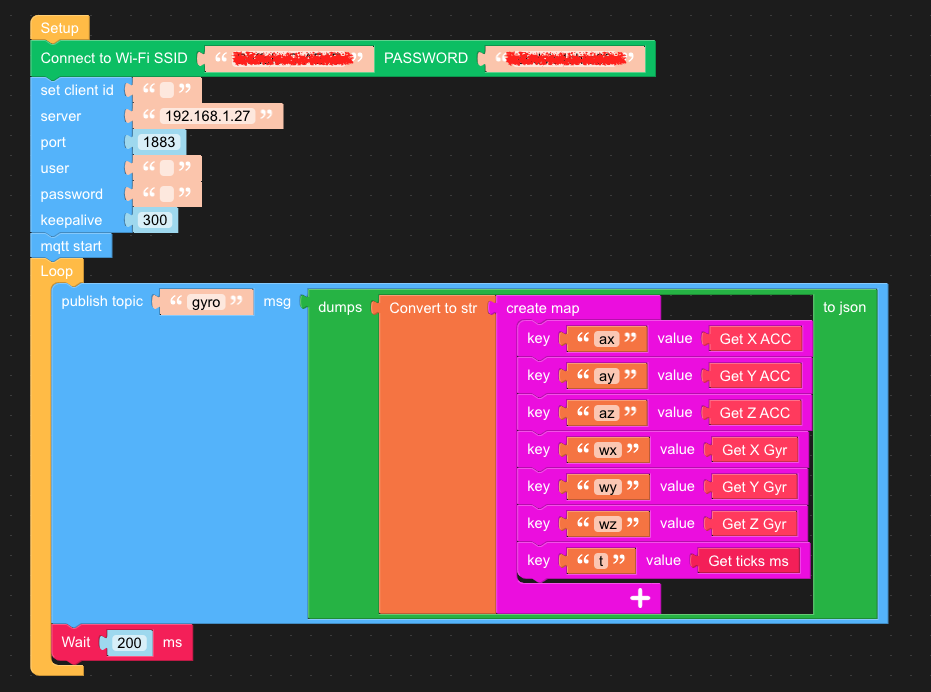 Setup
Connect to Wi-Fi SSID “ ” PASSWORD “ ”
set client id “ ”
server “ 192.168.1.27 ”
port 1883
user “ ”
password “ ”
keepalive 300
mqtt start
Loop
publish topic “ gyro ” msg dumps Convert to str create map to json
key “ ax ” value Get X ACC
key “ ay ” value Get Y ACC
key “ az ” value Get Z ACC
key “ wx ” value Get X Gyr
key “ wy ” value Get Y Gyr
key “ wz ” value Get Z Gyr
key “ t ” value Get ticks ms
+
Wait 200 ms